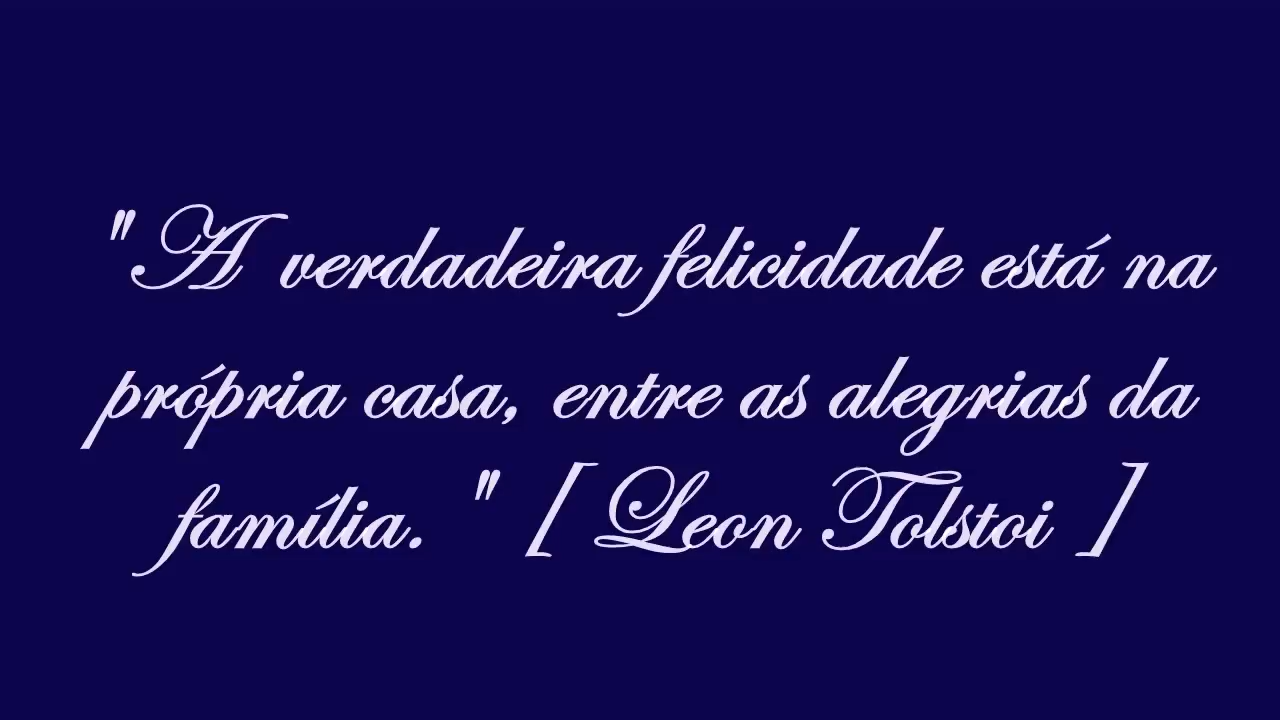 "A verdadeira felicidade está na
própria casa, entre as alegrias da
família. " [ Leon Tolstoi ]